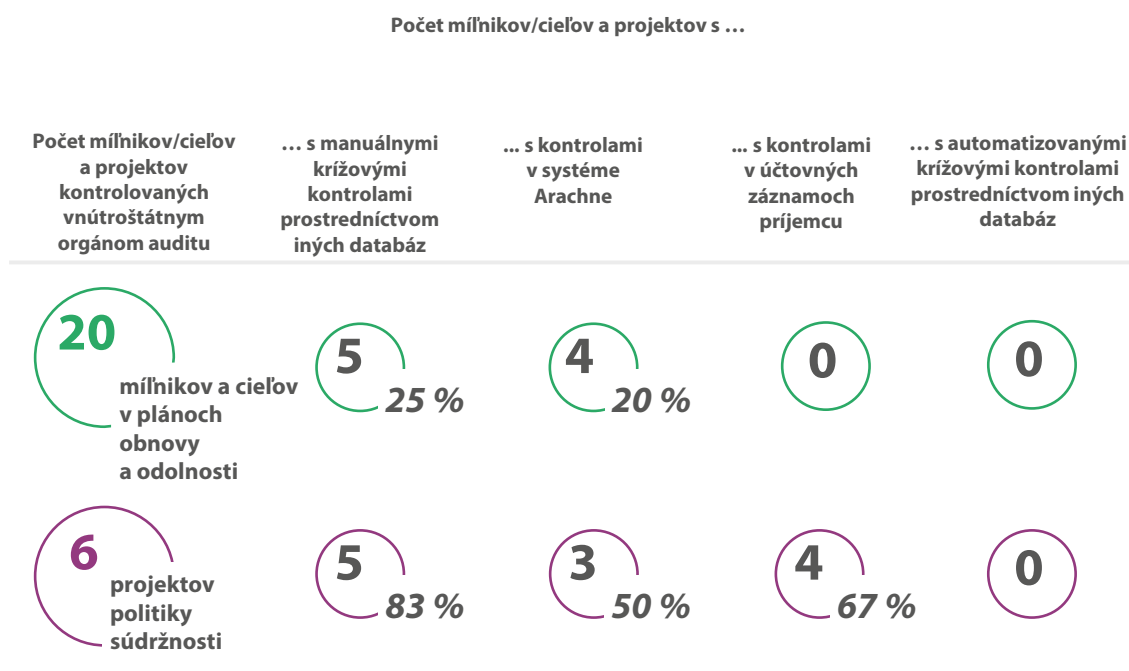 Počet míľnikov/cieľov a projektov s …
Počet míľnikov/cieľov
a projektov
kontrolovaných
vnútroštátnym
orgánom auditu
… s manuálnymi
krížovými
kontrolami
prostredníctvom
iných databáz
... s kontrolami
v systéme
Arachne
... s kontrolami
v účtovných
záznamoch
príjemcu
… s automatizovanými
krížovými kontrolami
prostredníctvom iných
databáz
20
míľnikov a cieľov
v plánoch
obnovy
a odolnosti
5
25 %
4
20 %
0
0
6
projektov
politiky
súdržnosti
5
83 %
3
50 %
4
67 %
0